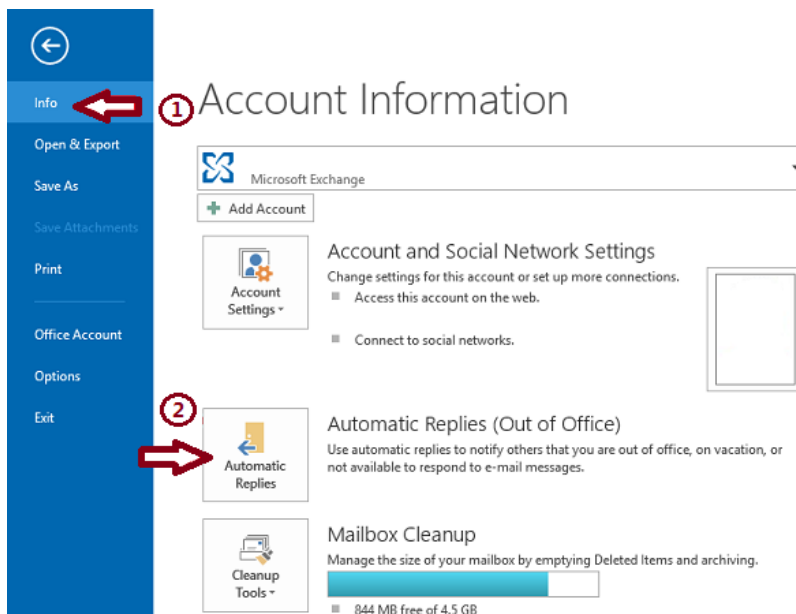 Info
1
Account Information
Open & Export
Save As
Save Attachments
Print
Office Account
Options
Exit
Microsoft Exchange
Add Account
Account
Settings
Account and Social Network Settings
Change settings for this account or set up more connections.
Access this account on the web.
Connect to social networks.
2
Automatic
Replies
Automatic Replies (Out of Office)
Use automatic replies to notify others that you are out of office, on vacation, or
not available to respond to e-mail messages.
Cleanup
Tools
Mailbox Cleanup
Manage the size of your mailbox by emptying Deleted Items and archiving.
844 MB free of 4.5 GB